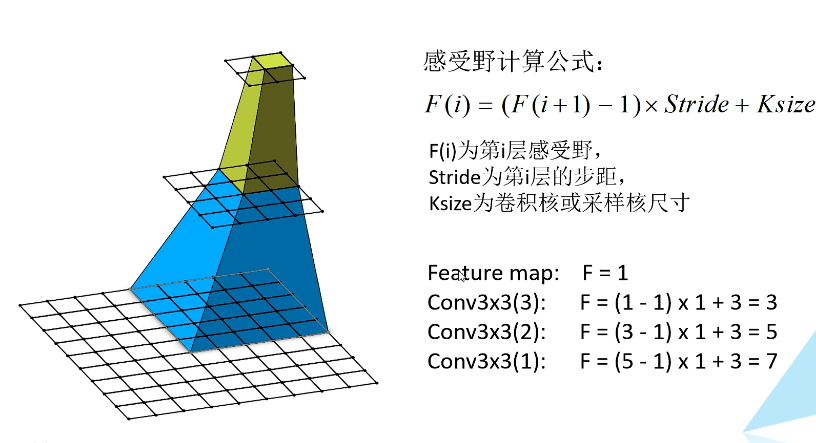 感受野计算公式：
F(i) = (F(i+1) − 1) × Stride + Ksize
F(i)为第i层感受野，
Stride为第i层的步距，
Ksize为卷积核或采样核尺寸
Feature map: F = 1
Conv3x3(3): F = (1 - 1) x 1 + 3 = 3
Conv3x3(2): F = (3 - 1) x 1 + 3 = 5
Conv3x3(1): F = (5 - 1) x 1 + 3 = 7